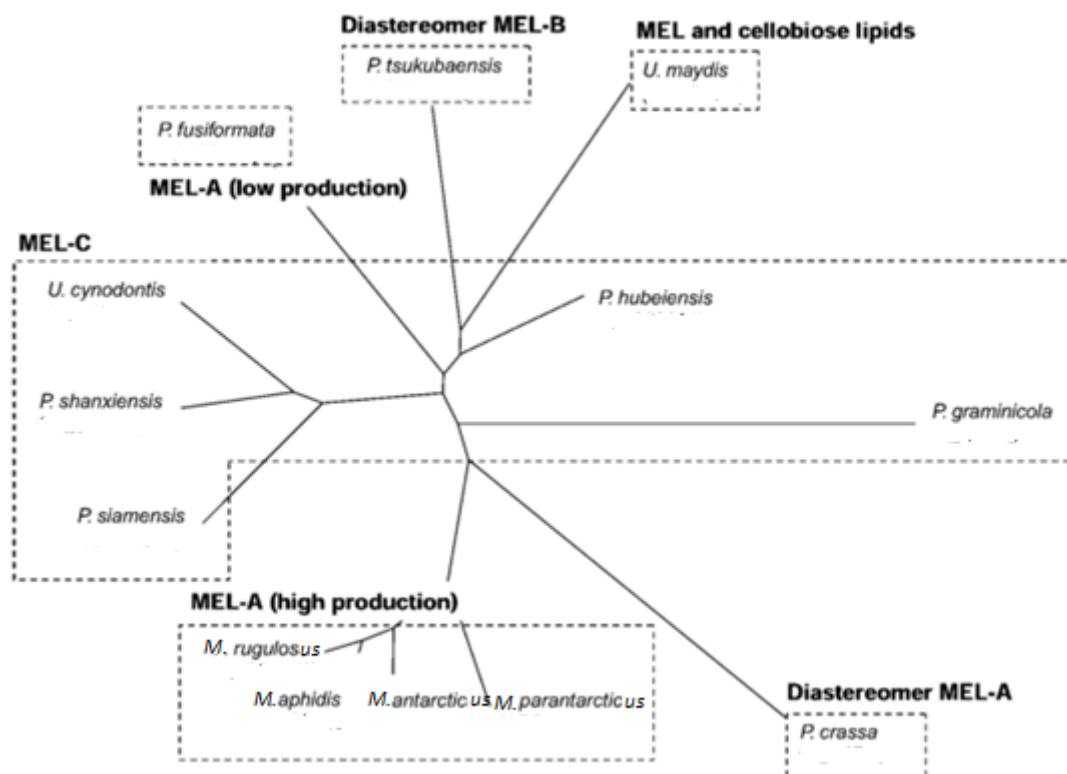 Diastereomer MEL-B
MEL and cellobiose lipids
P. tsukubaensis
U. maydis
P. fusiformata
MEL-A (low production)
MEL-C
U. cynodontis
P. hubeiensis
P. shanxiensis
P. graminicola
P. siamensis
MEL-A (high production)
M. rugulosus
M.aphidis
M.antarcticus
M.parantarcticus
Diastereomer MEL-A
P. crassa